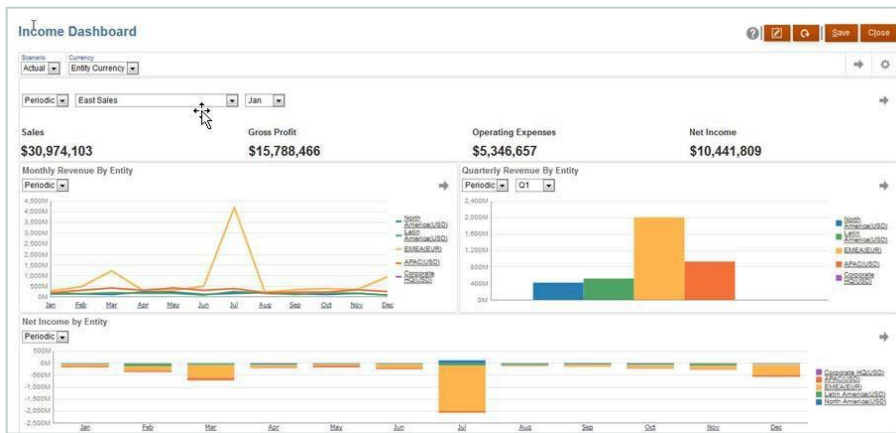 Income Dashboard
Save
Close
Scenario
Currency
Actual
Entity Currency
Periodic
East Sales
Jan
Sales
Gross Profit
Operating Expenses
Net Income
$30,974,103
$15,788,466
$5,346,657
$10,441,809
Monthly Revenue By Entity
Periodic
4,500M
4,000M
3,500M
3,000M
2,500M
2,000M
1,500M
1,000M
500M
0M
Jan Feb Mar Apr May Jun Jul Aug Sep Oct Nov Dec
North America(USD)
Latin America(USD)
EMEA(EUR)
APAC(USD)
Corporate HQ(USD)
Quarterly Revenue By Entity
Periodic
Q1
2,400M
2,000M
1,600M
1,200M
800M
400M
0M
North America(USD)
Latin America(USD)
EMEA(EUR)
APAC(USD)
Corporate HQ(USD)
Net Income by Entity
Periodic
500M
0M
-500M
-1,000M
-1,500M
-2,000M
-2,500M
Jan Feb Mar Apr May Jun Jul Aug Sep Oct Nov Dec
Corporate HQ(USD)
APAC(USD)
EMEA(EUR)
Latin America(USD)
North America(USD)